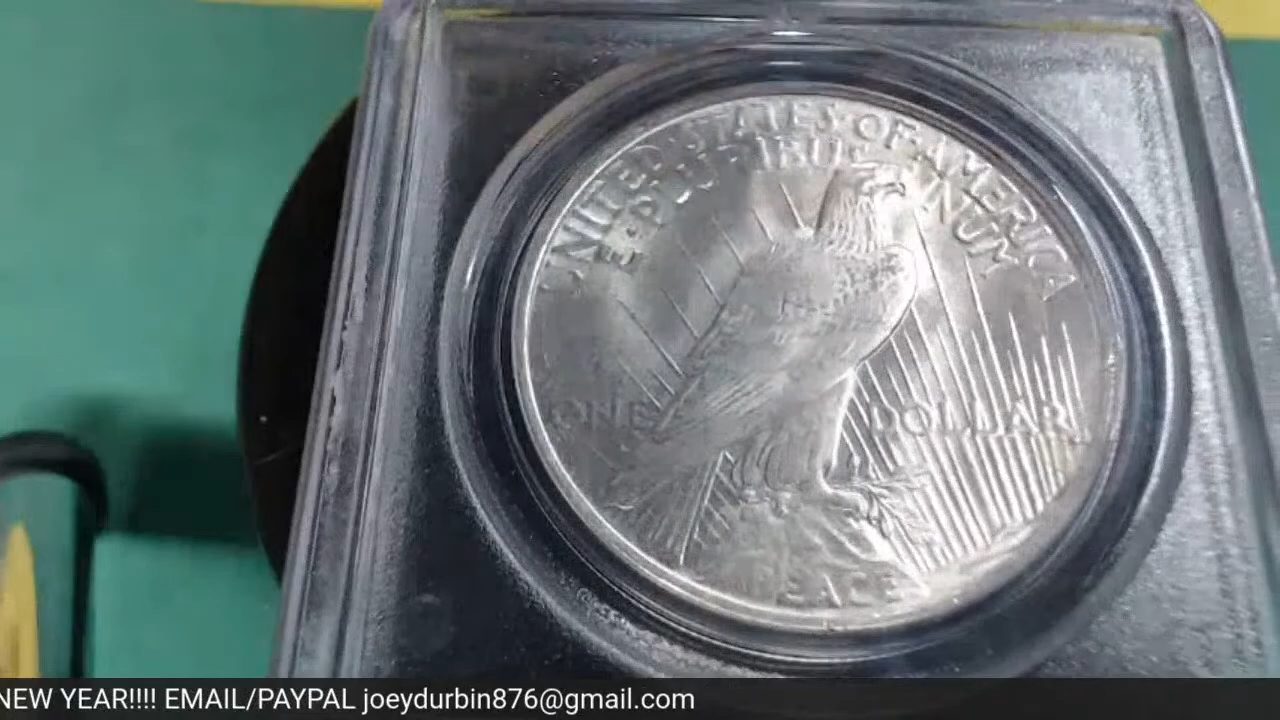 UNITED·STATES·OF·AMERICA
E·PLURIBUS UNUM
ONE DOLLAR
PEACE
NEW YEAR!!!! EMAIL/PAYPAL joeydurbin876@gmail.com